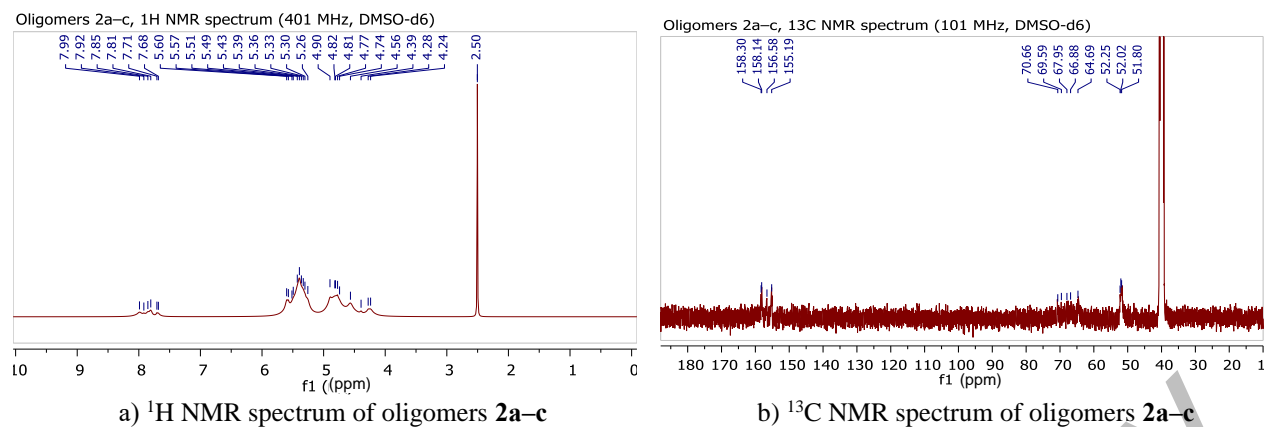 Oligomers 2a–c, 1H NMR spectrum (401 MHz, DMSO-d6)
7.99 7.92 7.85 7.81 7.71 7.68 5.60 5.57 5.51 5.49 5.43 5.39 5.36 5.33 5.30 5.26 4.90 4.82 4.81 4.77 4.74 4.56 4.39 4.28 4.24 2.50
10 9 8 7 6 5 4 3 2 1 0
f1 ((ppm)
a) ¹H NMR spectrum of oligomers 2a–c
Oligomers 2a–c, 13C NMR spectrum (101 MHz, DMSO-d6)
158.30 158.14 156.58 155.19 70.66 69.59 67.95 66.88 64.69 52.25 52.02 51.80
180 170 160 150 140 130 120 110 100 90 80 70 60 50 40 30 20 10
f1 (ppm)
b) ¹³C NMR spectrum of oligomers 2a–c